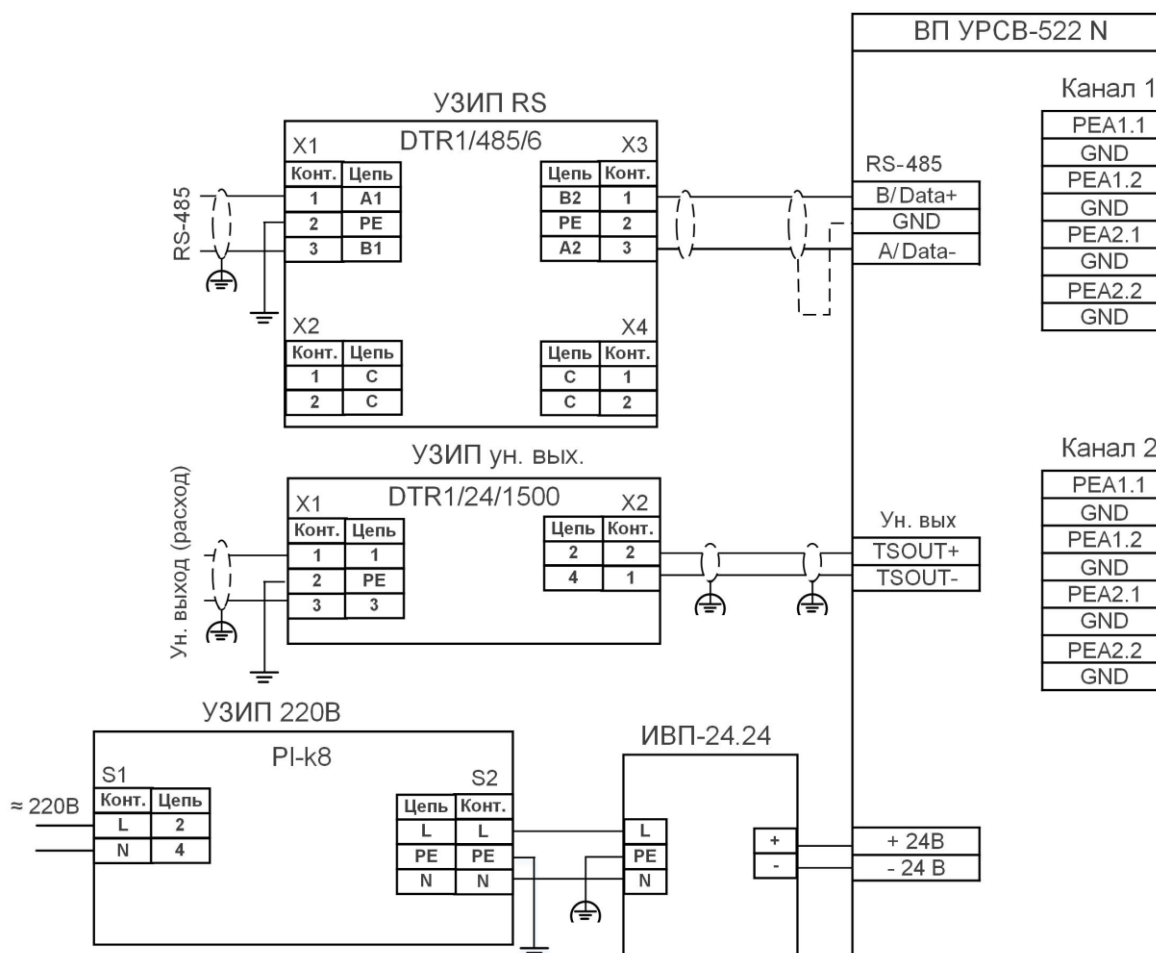 ВП УРСВ-522 N
УЗИП RS
DTR1/485/6
X1
Конт. Цепь
1 A1
2 PE
3 B1
X3
Цепь Конт.
B2 1
PE 2
A2 3
RS-485
X2
Конт. Цепь
1 C
2 C
X4
Цепь Конт.
C 1
C 2
RS-485
B/Data+
GND
A/Data-
Канал 1
PEA1.1
GND
PEA1.2
GND
PEA2.1
GND
PEA2.2
GND
УЗИП ун. вых.
DTR1/24/1500
X1
Конт. Цепь
1 1
2 PE
3 3
X2
Цепь Конт.
2 2
4 1
Ун. выход (расход)
Ун. вых
TSOUT+
TSOUT-
Канал 2
PEA1.1
GND
PEA1.2
GND
PEA2.1
GND
PEA2.2
GND
УЗИП 220В
PI-k8
S1
Конт. Цепь
L 2
N 4
≈ 220В
S2
Цепь Конт.
L L
PE PE
N N
ИВП-24.24
L
PE
N
+
-
+ 24В
- 24 В